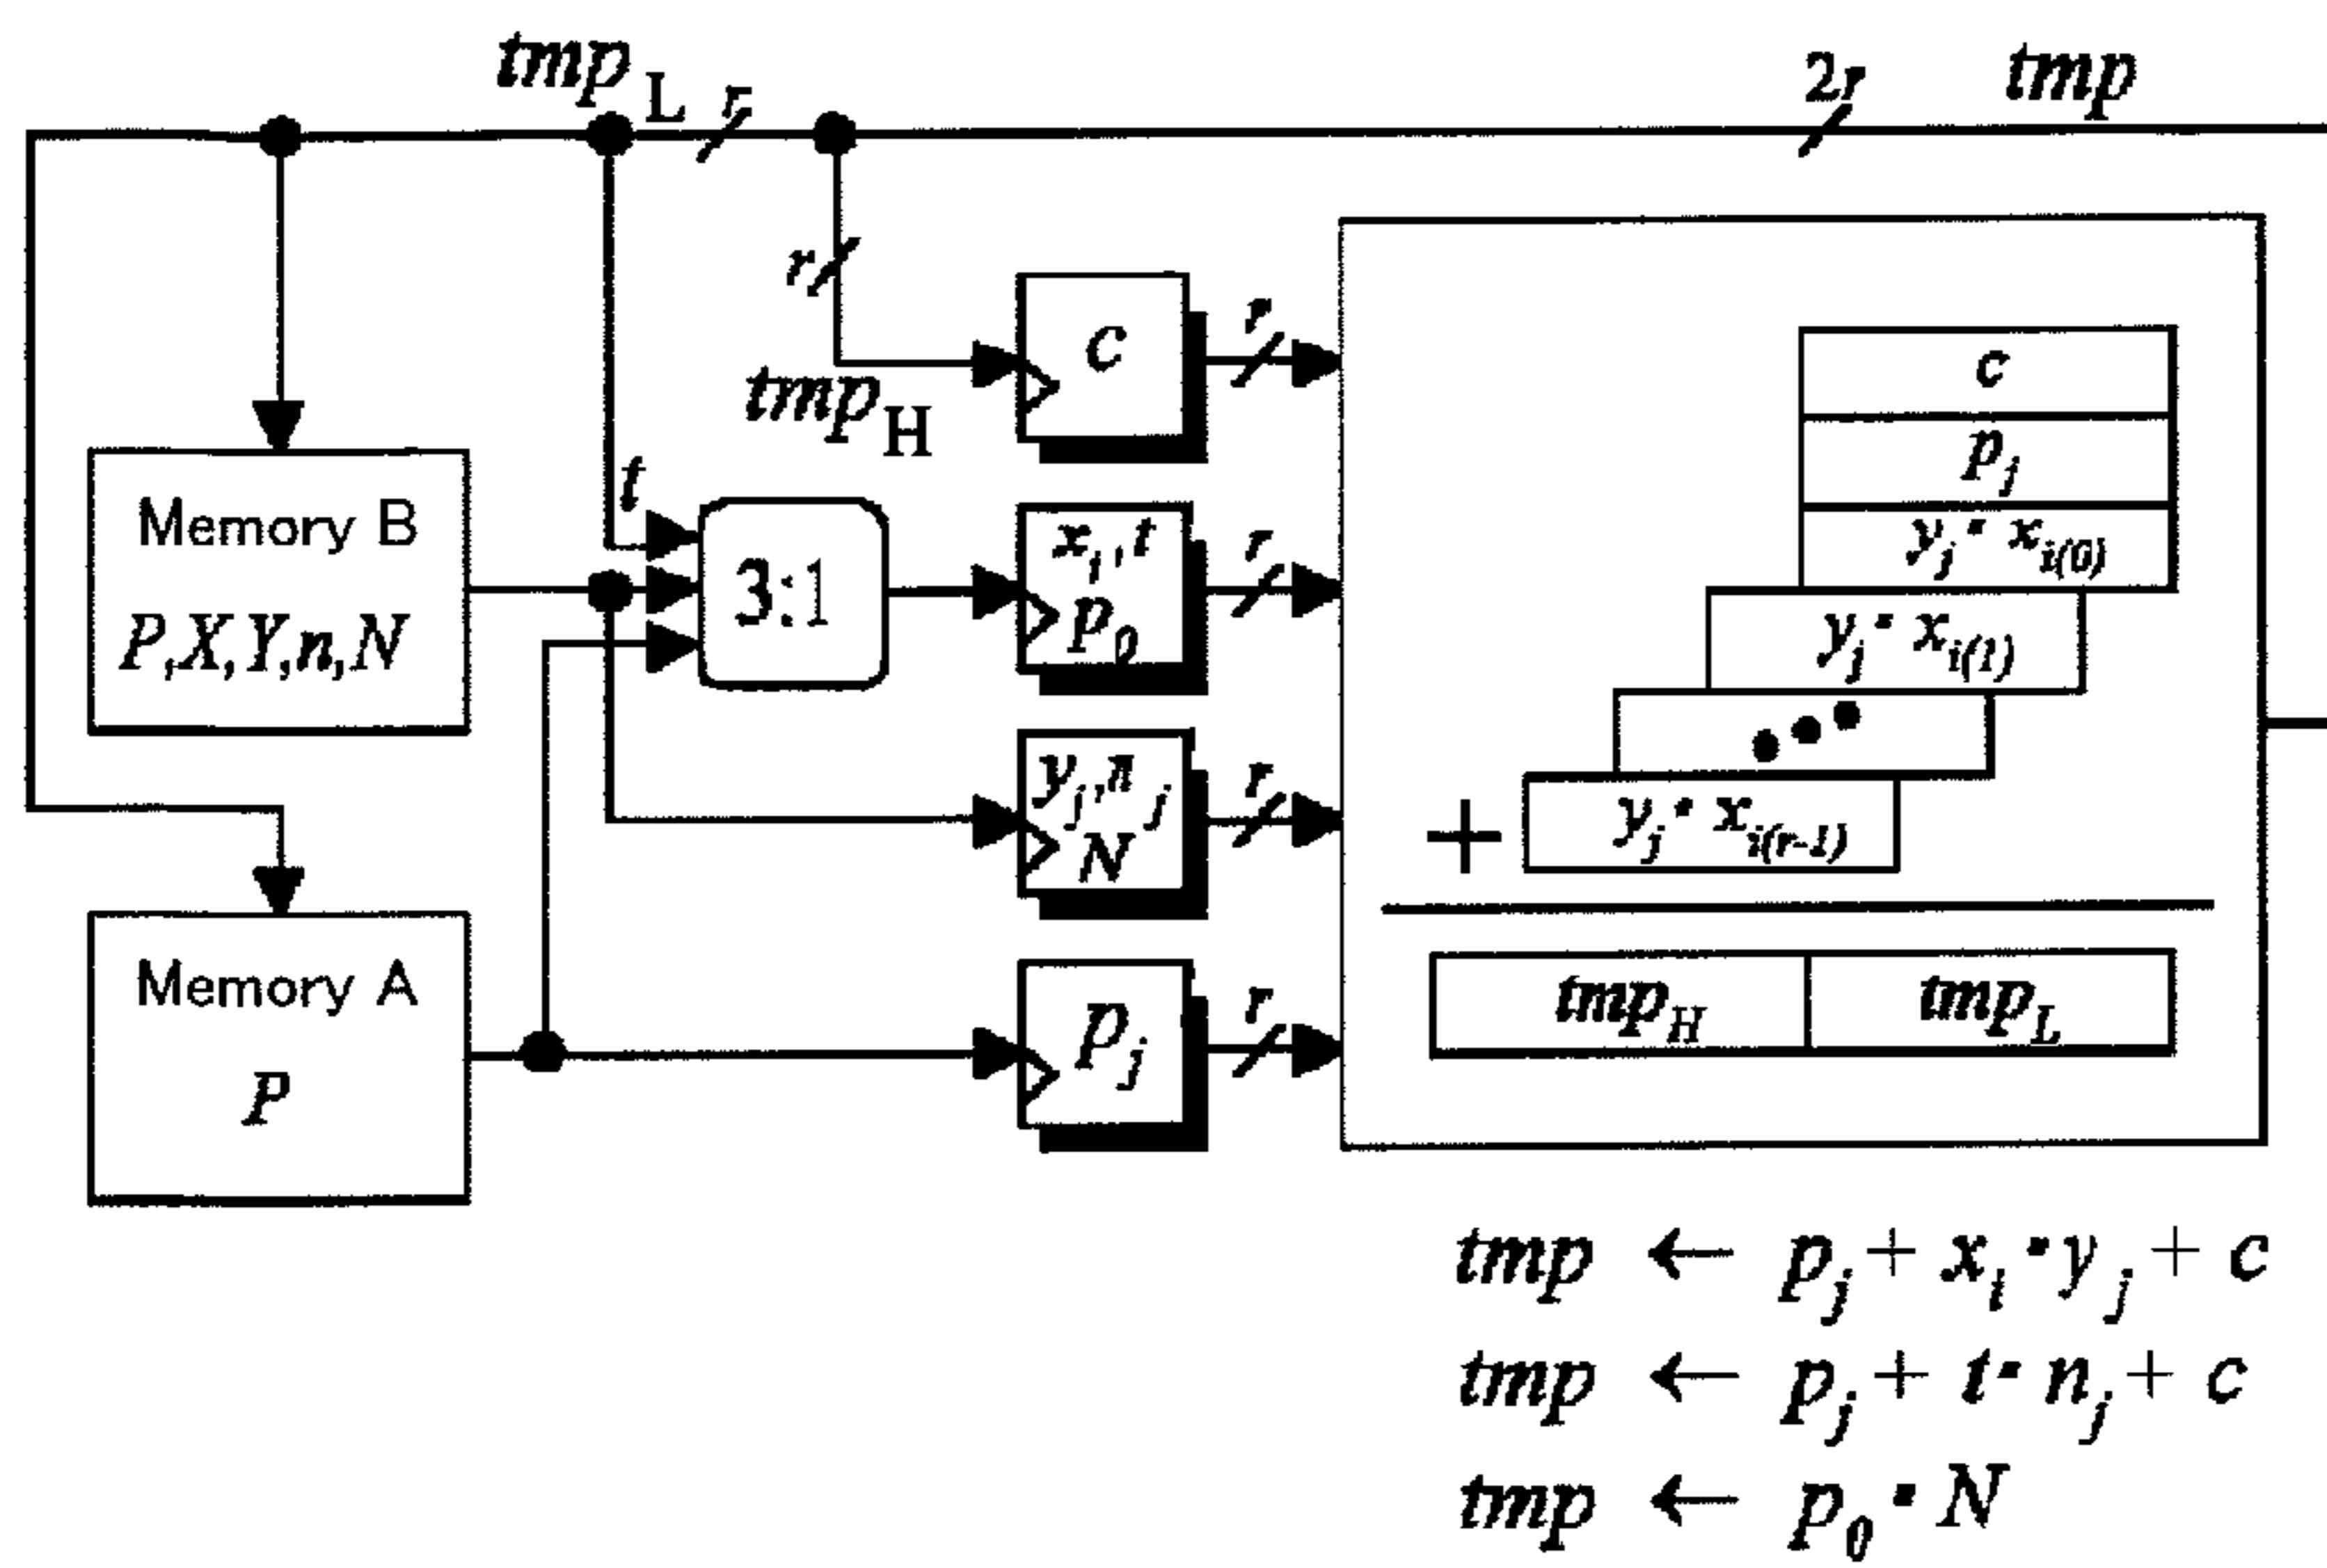 tmp_L r 2r tmp
r
tmp_H
c r
t
Memory B
P,X,Y,n,N
3:1
x_i,t
p_0
r
y_j,n_j
N
r
Memory A
P
p_j
r
c
p_j
y_j·x_i(0)
y_j·x_i(1)
•••
+ y_j·x_i(r-1)
tmp_H tmp_L
tmp ← p_j + x_i·y_j + c
tmp ← p_j + t·n_j + c
tmp ← p_0·N